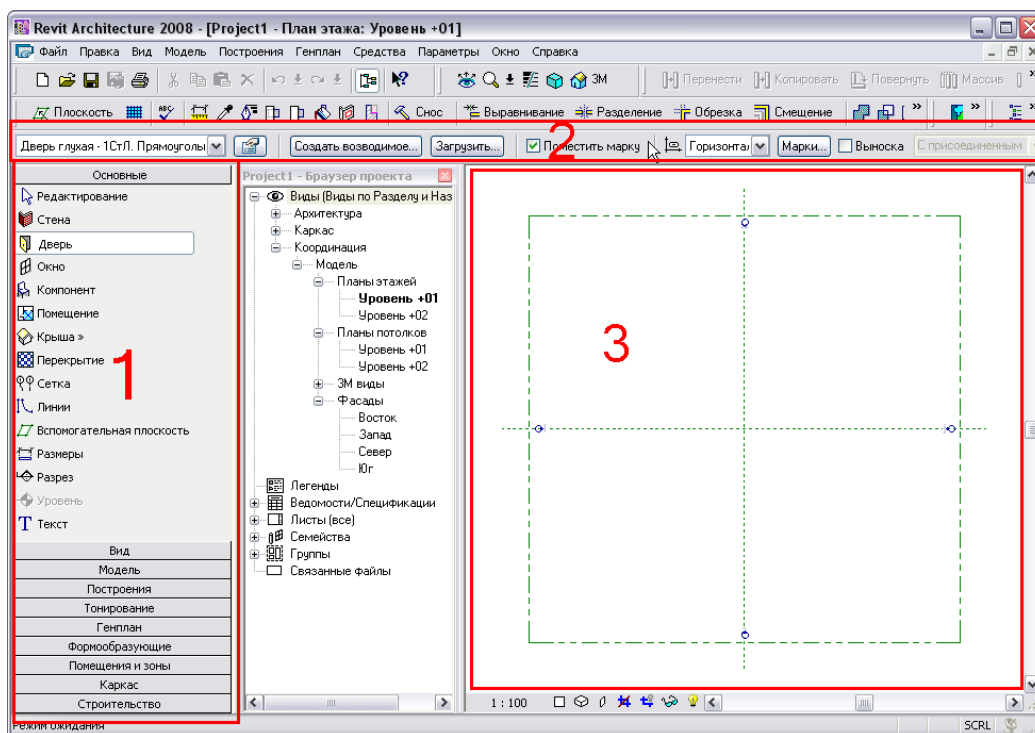 Revit Architecture 2008 - [Project1 - План этажа: Уровень +01]
Файл Правка Вид Модель Построения Генплан Средства Параметры Окно Справка
3М Перенести Копировать Повернуть Массив
Плоскость Снос Выравнивание Разделение Обрезка Смещение
2
Дверь глухая - 1СтЛ. Прямоуголы Создать возводимое... Загрузить... Поместить марку Горизонтал Марки... Выноска С присоединенным
Основные
Редактирование
Стена
Дверь
Окно
Компонент
Помещение
Крыша »
Перекрытие
1
Сетка
Линии
Вспомогательная плоскость
Размеры
Разрез
Уровень
Текст
Вид
Модель
Построения
Тонирование
Генплан
Формообразующие
Помещения и зоны
Каркас
Строительство
Project1 - Браузер проекта
Виды (Виды по Разделу и Наз
Архитектура
Каркас
Координация
Модель
Планы этажей
Уровень +01
Уровень +02
Планы потолков
Уровень +01
Уровень +02
3М виды
Фасады
Восток
Запад
Север
Юг
Легенды
Ведомости/Спецификации
Листы (все)
Семейства
Группы
Связанные файлы
3
1 : 100
Режим ожидания
SCRL